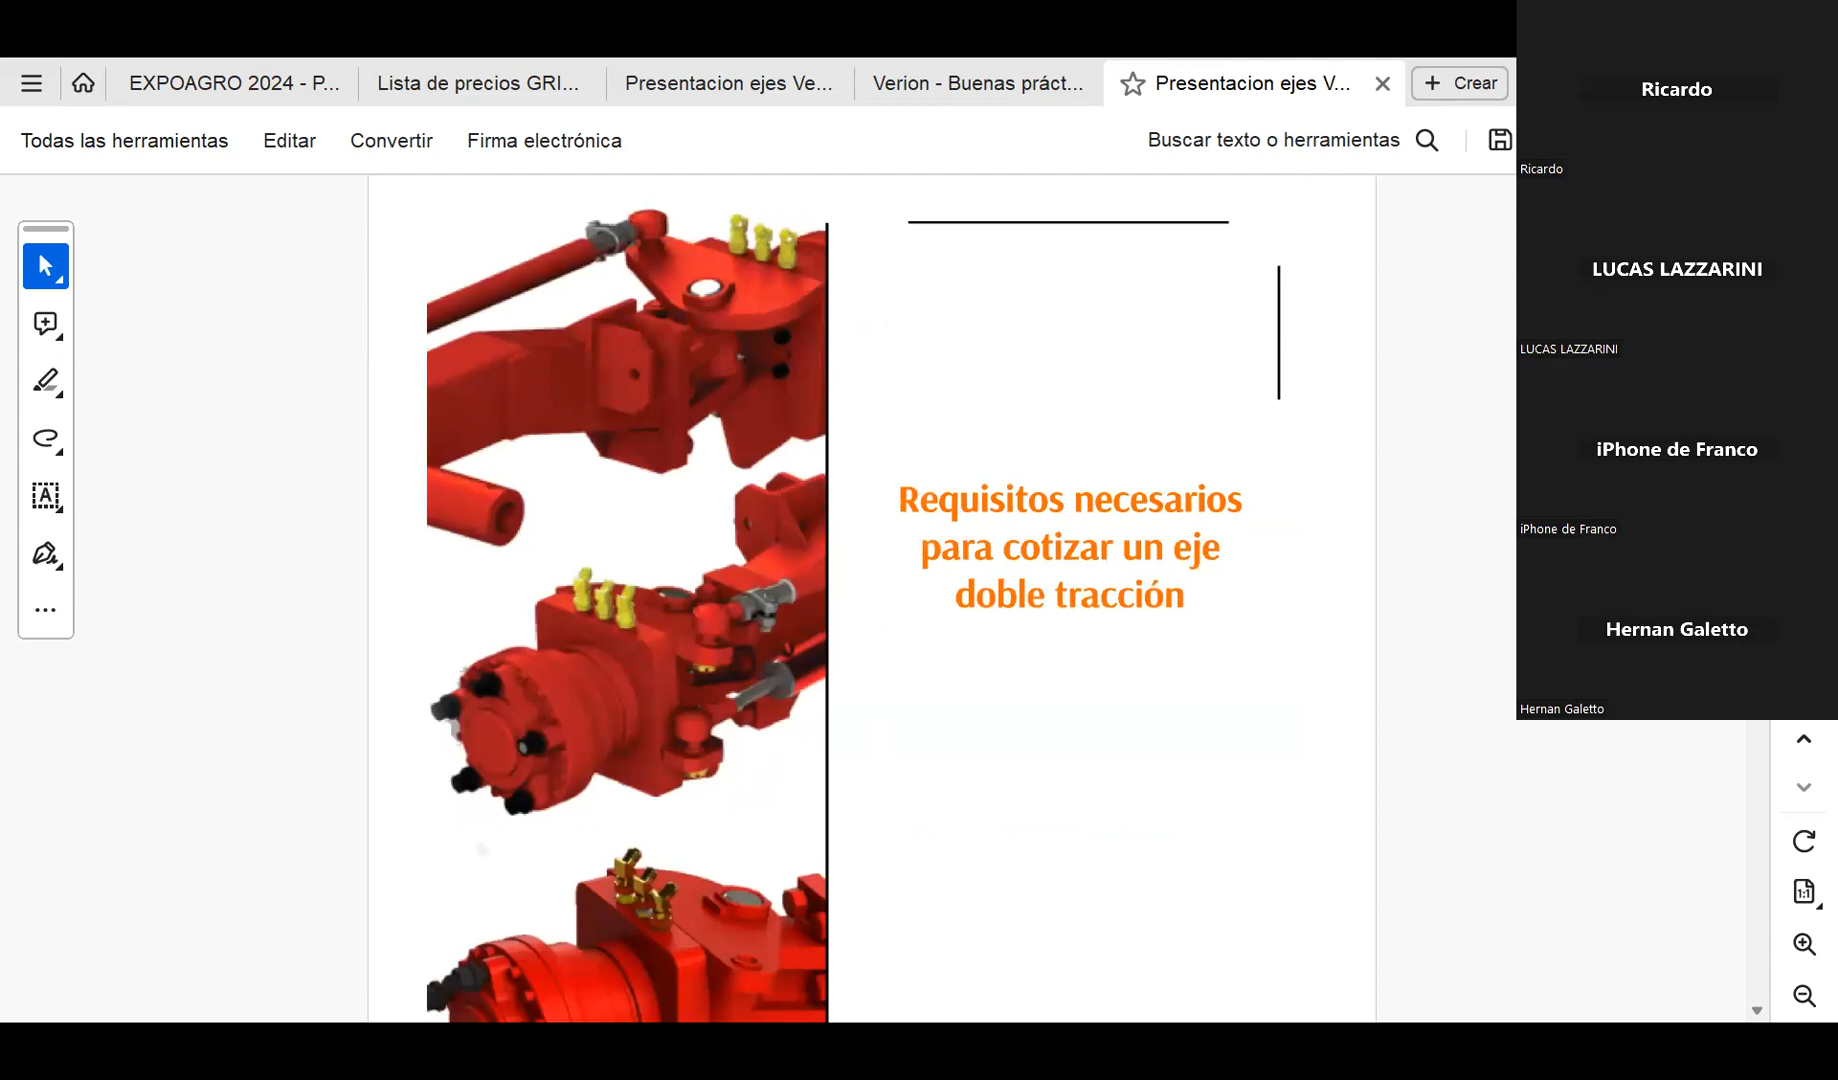 EXPOAGRO 2024 - P...
Lista de precios GRI...
Presentacion ejes Ve...
Verion - Buenas práct...
Presentacion ejes V...
Crear
Todas las herramientas
Editar
Convertir
Firma electrónica
Buscar texto o herramientas
Requisitos necesarios
para cotizar un eje
doble tracción
Ricardo
Ricardo
LUCAS LAZZARINI
LUCAS LAZZARINI
iPhone de Franco
iPhone de Franco
Hernan Galetto
Hernan Galetto
A
1:1